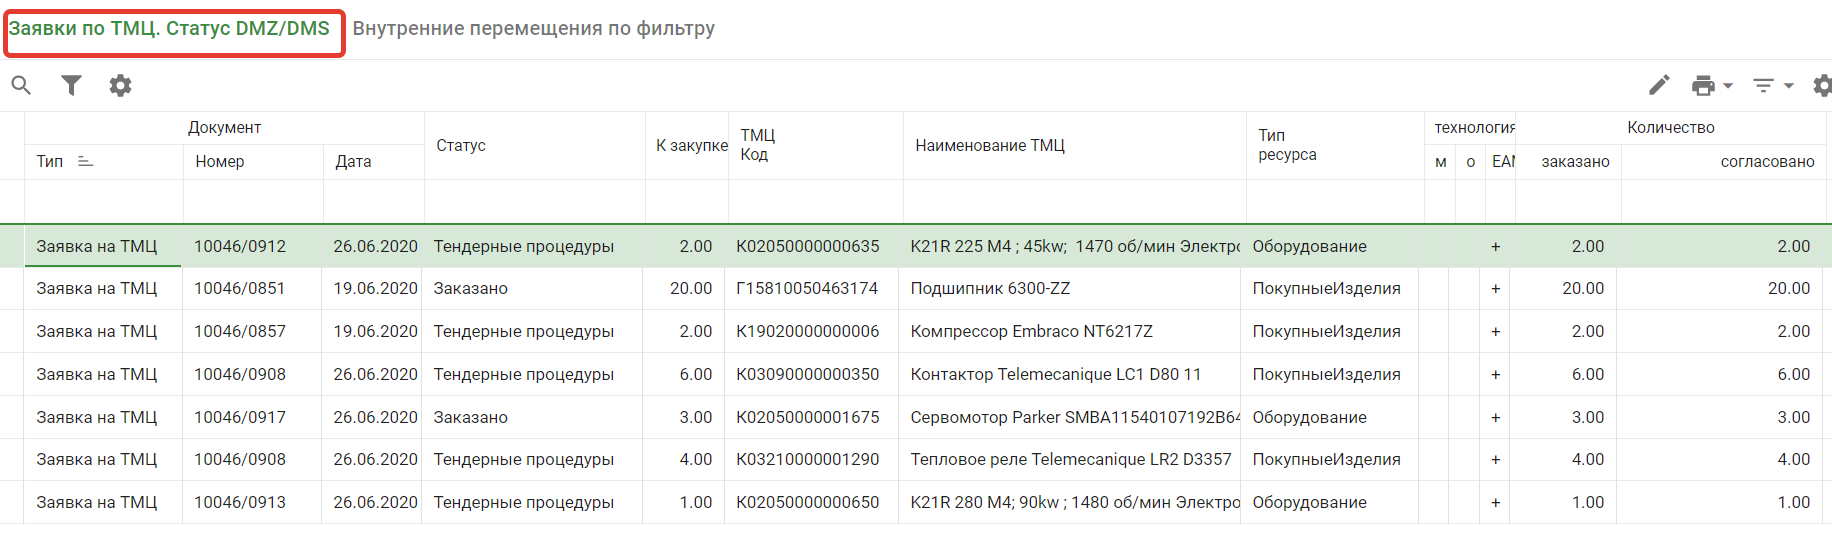 Заявки по ТМЦ. Статус DMZ/DMS Внутренние перемещения по фильтру
Документ Статус К закупке ТМЦ Код Наименование ТМЦ Тип ресурса технология Количество
Тип Номер Дата м о EAM заказано согласовано
Заявка на ТМЦ 10046/0912 26.06.2020 Тендерные процедуры 2.00 К02050000000635 K21R 225 M4 ; 45kw; 1470 об/мин Электро Оборудование + 2.00 2.00
Заявка на ТМЦ 10046/0851 19.06.2020 Заказано 20.00 Г15810050463174 Подшипник 6300-ZZ ПокупныеИзделия + 20.00 20.00
Заявка на ТМЦ 10046/0857 19.06.2020 Тендерные процедуры 2.00 К19020000000006 Компрессор Embraco NT6217Z ПокупныеИзделия + 2.00 2.00
Заявка на ТМЦ 10046/0908 26.06.2020 Тендерные процедуры 6.00 К03090000000350 Контактор Telemecanique LC1 D80 11 ПокупныеИзделия + 6.00 6.00
Заявка на ТМЦ 10046/0917 26.06.2020 Заказано 3.00 К02050000001675 Сервомотор Parker SMBA11540107192B64 Оборудование + 3.00 3.00
Заявка на ТМЦ 10046/0908 26.06.2020 Тендерные процедуры 4.00 К03210000001290 Тепловое реле Telemecanique LR2 D3357 ПокупныеИзделия + 4.00 4.00
Заявка на ТМЦ 10046/0913 26.06.2020 Тендерные процедуры 1.00 К02050000000650 K21R 280 M4; 90kw ; 1480 об/мин Электро Оборудование + 1.00 1.00